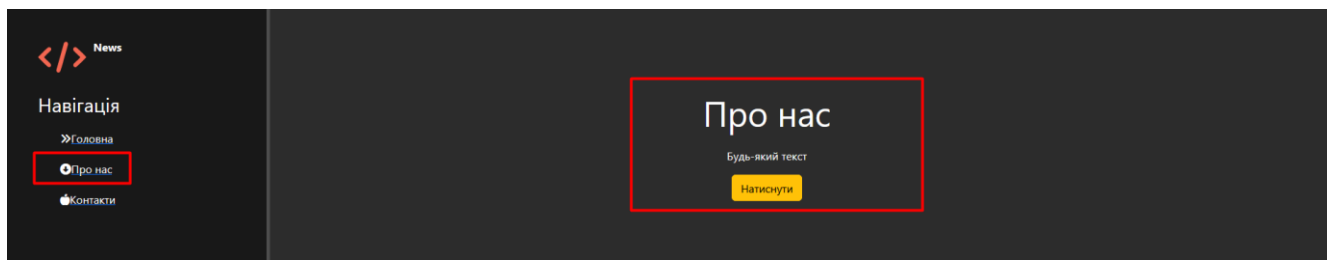 </> News
Навігація
Головна
Про нас
Контакти
Про нас
Будь-який текст
Натиснути